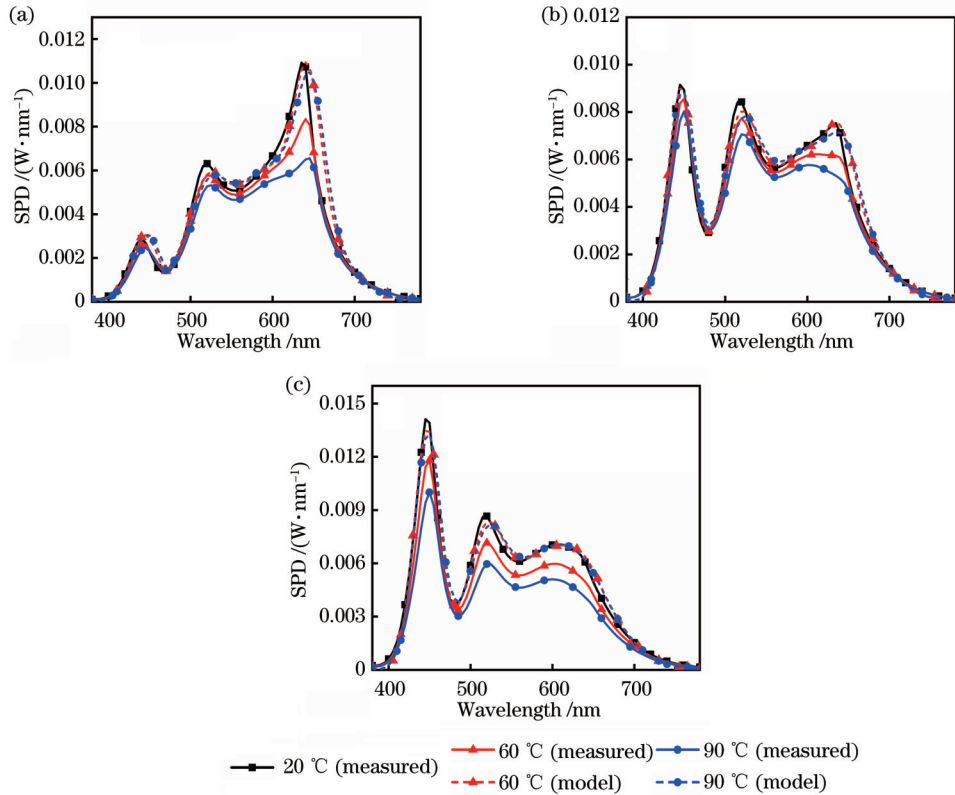 (a)
0.012
0.010
0.008
0.006
0.004
0.002
0
SPD /(W·nm⁻¹)
400 500 600 700
Wavelength /nm
(b)
0.012
0.010
0.008
0.006
0.004
0.002
0
SPD /(W·nm⁻¹)
400 500 600 700
Wavelength /nm
(c)
0.015
0.012
0.009
0.006
0.003
0
SPD /(W·nm⁻¹)
400 500 600 700
Wavelength /nm
20 ℃ (measured)
60 ℃ (measured)
90 ℃ (measured)
60 ℃ (model)
90 ℃ (model)